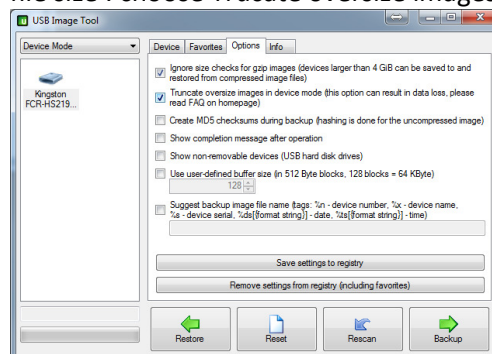 file size I choose Truncate oversize images
USB Image Tool
Device Mode
Device Favorites Options Info
Kingston
FCR-HS219...
Ignore size checks for gzip images (devices larger than 4 GiB can be saved to and
restored from compressed image files)
Truncate oversize images in device mode (this option can result in data loss, please
read FAQ on homepage)
Create MD5 checksums during backup (hashing is done for the uncompressed image)
Show completion message after operation
Show non-removable devices (USB hard disk drives)
Use user-defined buffer size (in 512 Byte blocks, 128 blocks = 64 KByte)
128
Suggest backup image file name (tags: %n - device number, %x - device name,
%s - device serial, %ds[{format string}] - date, %ts[{format string}] - time)
Save settings to registry
Remove settings from registry (including favorites)
Restore Reset Rescan Backup